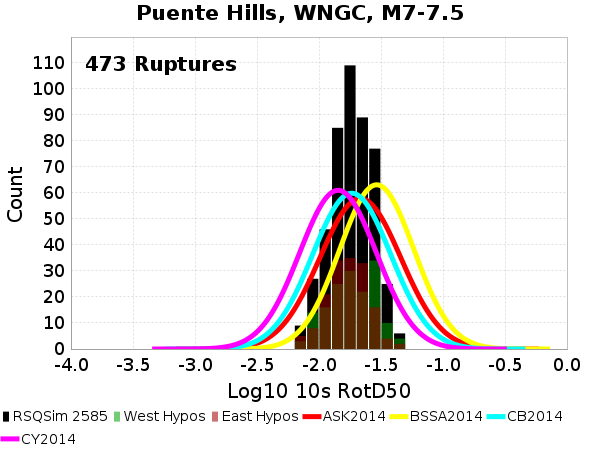 Puente Hills, WNGC, M7-7.5
473 Ruptures
Count
110
100
90
80
70
60
50
40
30
20
10
0
-4.0 -3.5 -3.0 -2.5 -2.0 -1.5 -1.0 -0.5 0.0
Log10 10s RotD50
RSQSim 2585 West Hypos East Hypos ASK2014 BSSA2014 CB2014
CY2014